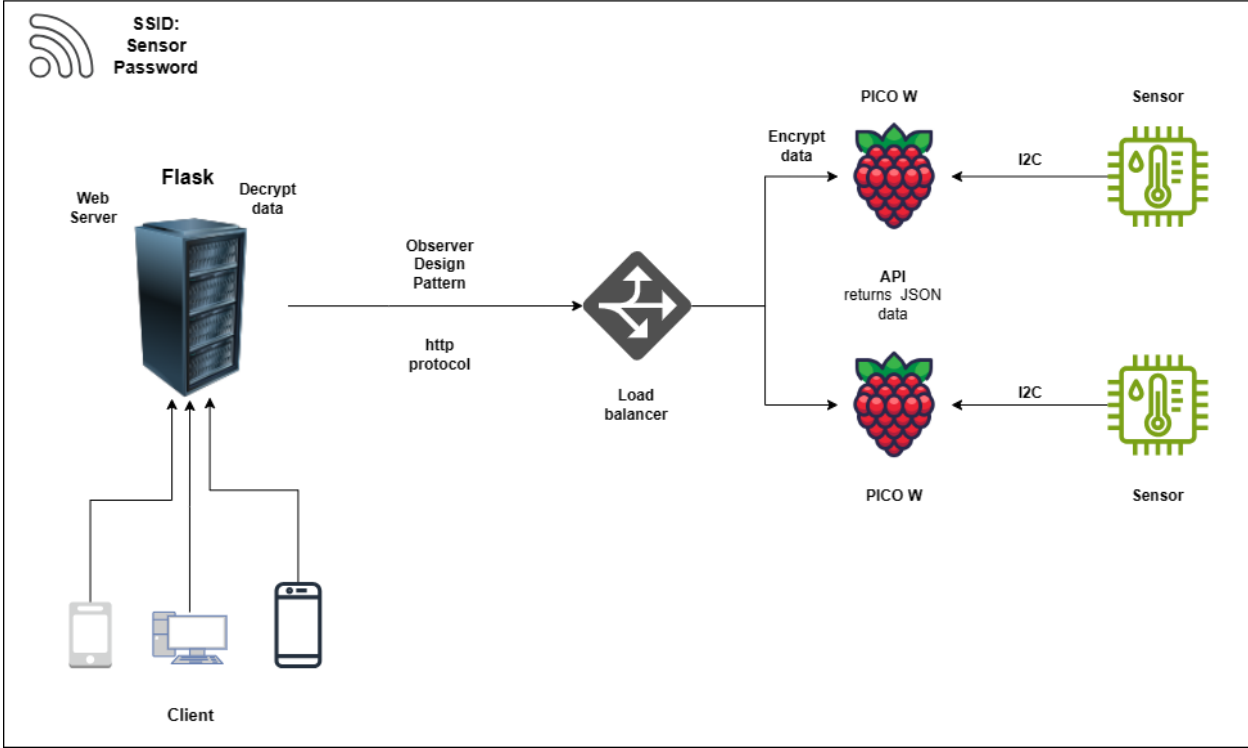 SSID:
Sensor
Password
PICO W
Sensor
Encrypt
data
I2C
Flask
Web
Server
Decrypt
data
Observer
Design
Pattern
API
returns JSON
data
http
protocol
Load
balancer
I2C
PICO W
Sensor
Client